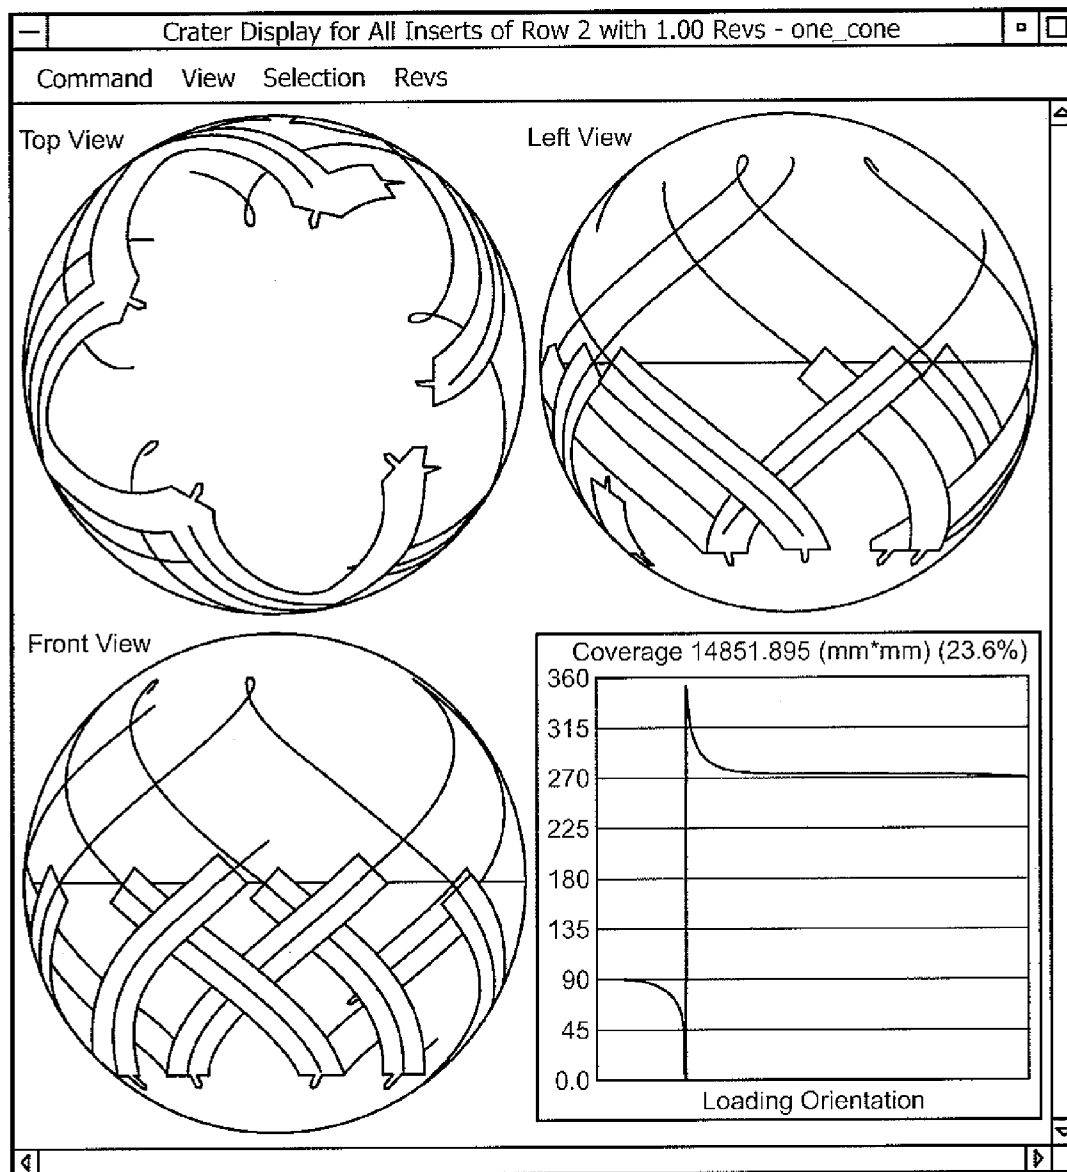 Crater Display for All Inserts of Row 2 with 1.00 Revs - one_cone
Command View Selection Revs
Top View
Left View
Front View
Coverage 14851.895 (mm*mm) (23.6%)
360
315
270
225
180
135
90
45
0.0
Loading Orientation